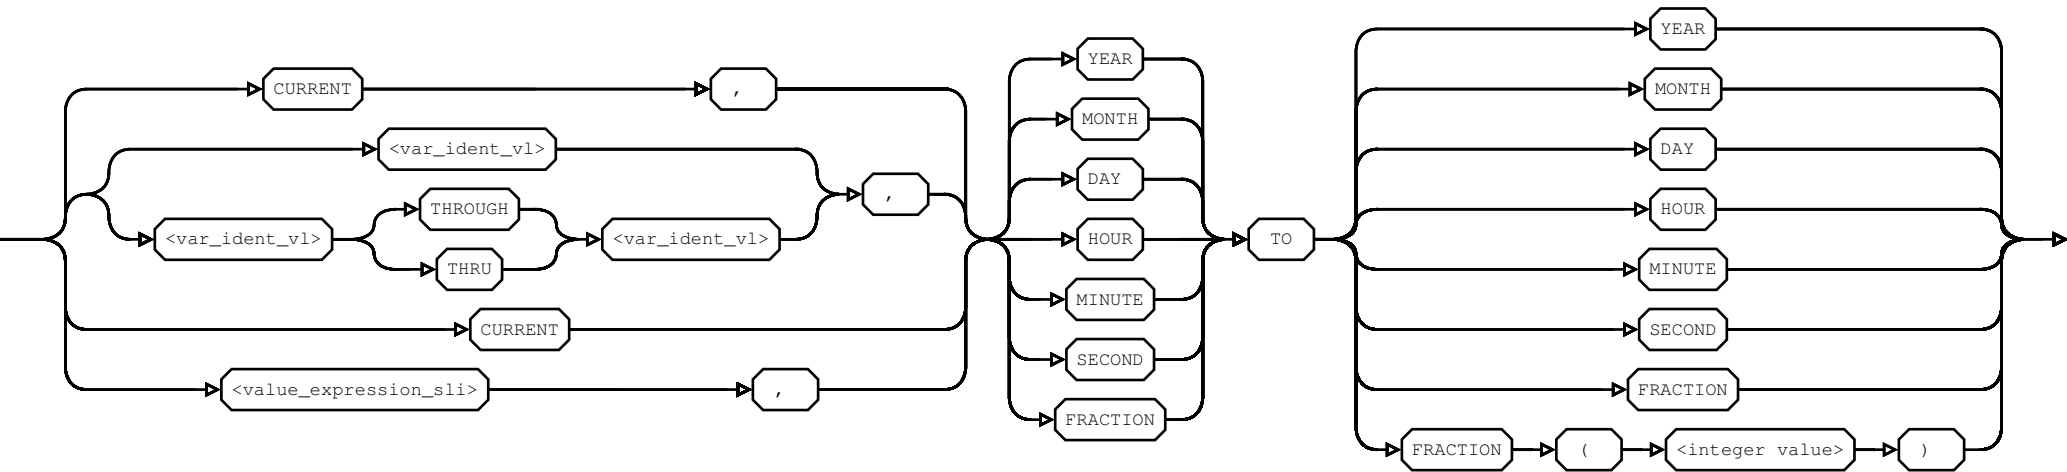 CURRENT ,
<var_ident_vl>
<var_ident_vl> THROUGH <var_ident_vl> ,
THRU
CURRENT
<value_expression_sli> ,
YEAR
MONTH
DAY
HOUR
MINUTE
SECOND
FRACTION
TO
YEAR
MONTH
DAY
HOUR
MINUTE
SECOND
FRACTION
FRACTION ( <integer value> )